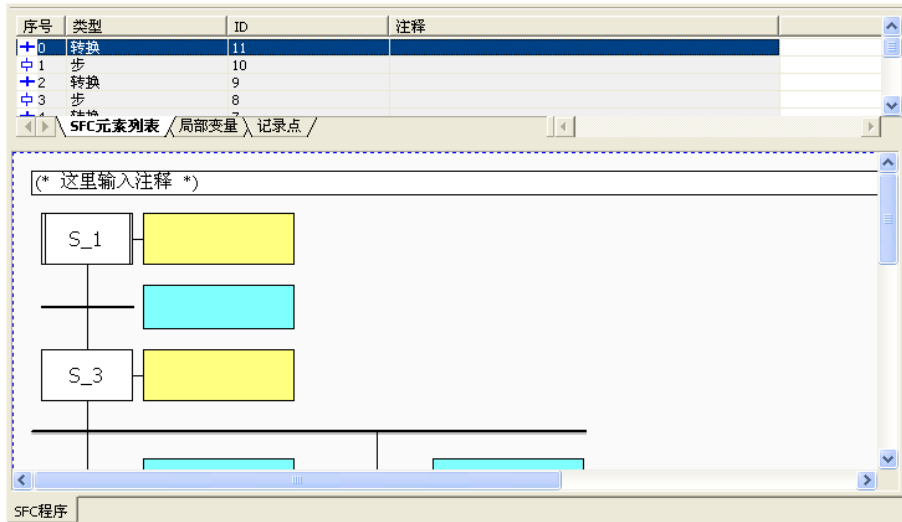 序号 类型 ID 注释
0 转换 11
1 步 10
2 转换 9
3 步 8
SFC元素列表 局部变量 记录点
(* 这里输入注释 *)
S_1
S_3
SFC程序